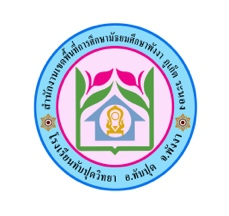 สำนักงานเขตพื้นที่การศึกษามัธยมศึกษาพังงา ภูเก็ต ระนอง
โรงเรียนทับปุดวิทยา อ.ทับปุด จ.พังงา